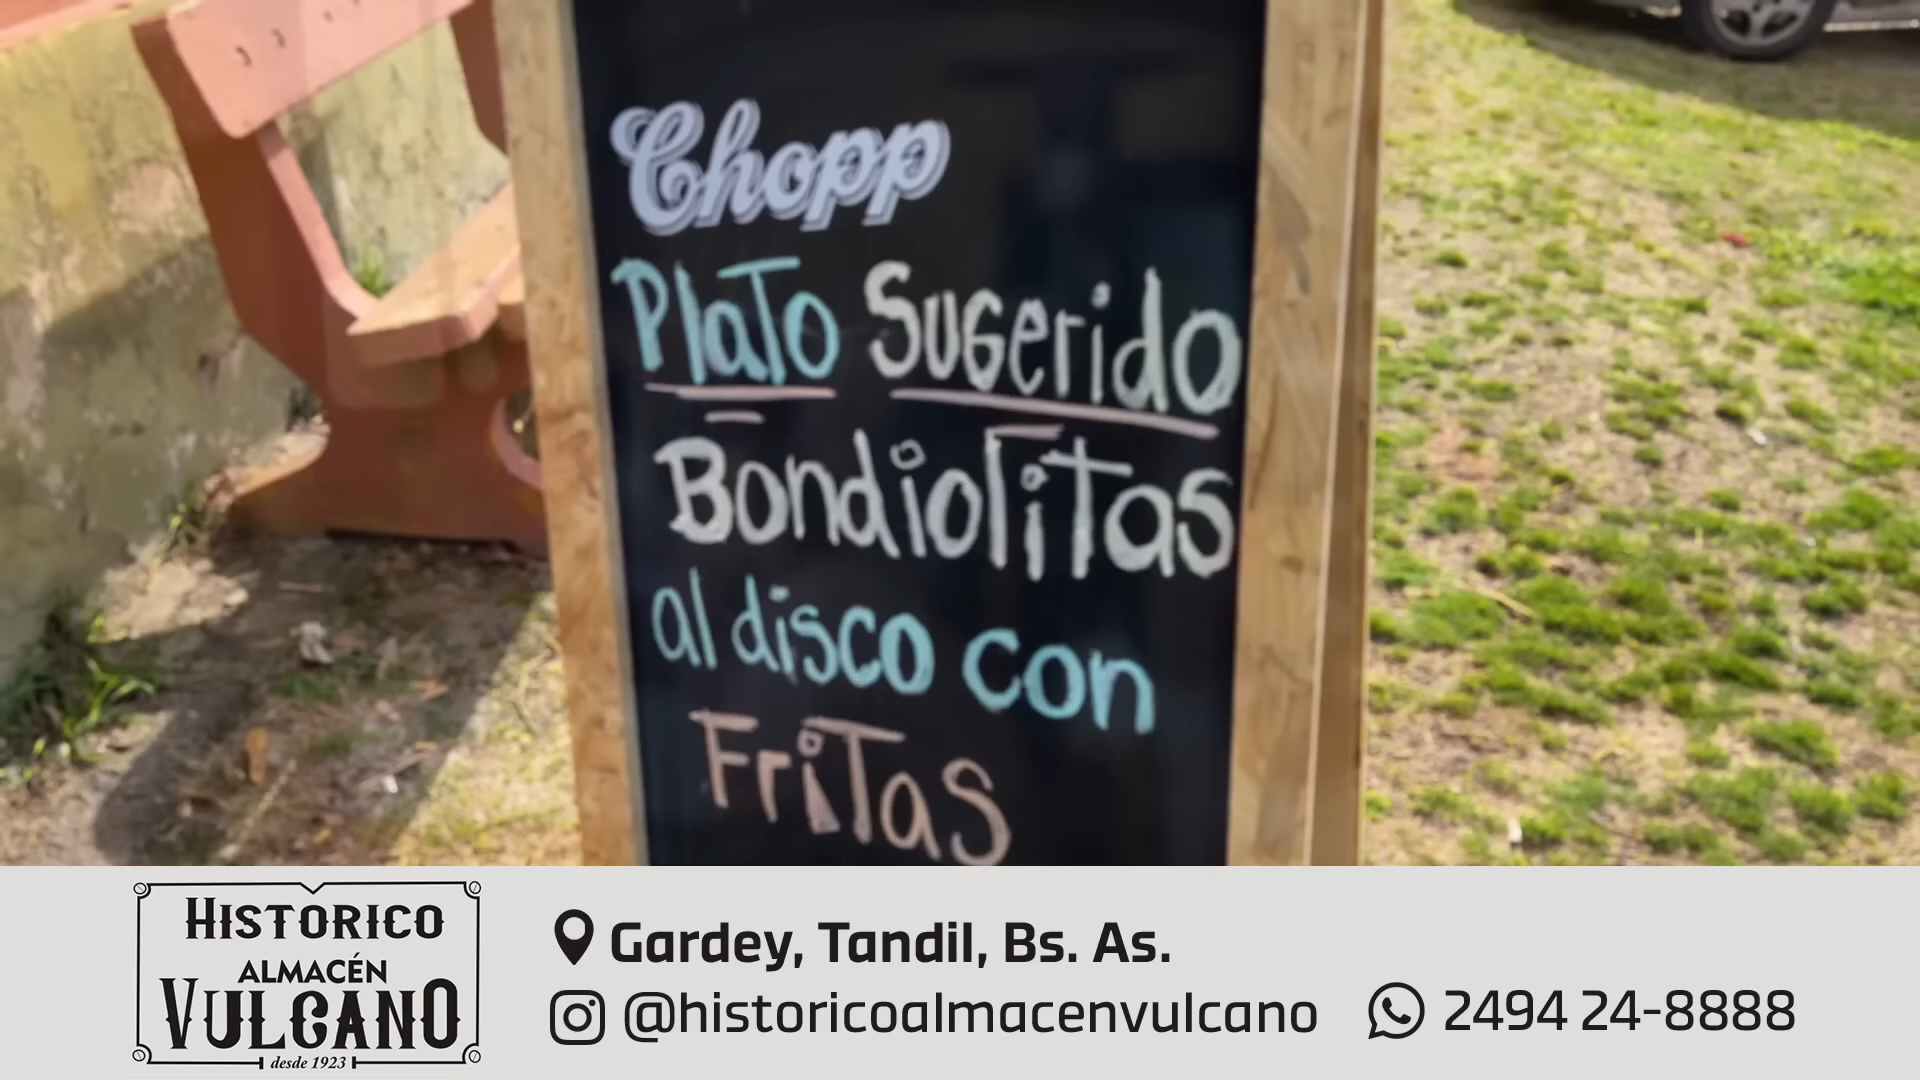 Chopp
Plato Sugerido
Bondiolitas
al disco con
Fritas
HISTORICO
ALMACÉN
VULCANO
desde 1923
Gardey, Tandil, Bs. As.
@historicoalmacenvulcano
2494 24-8888